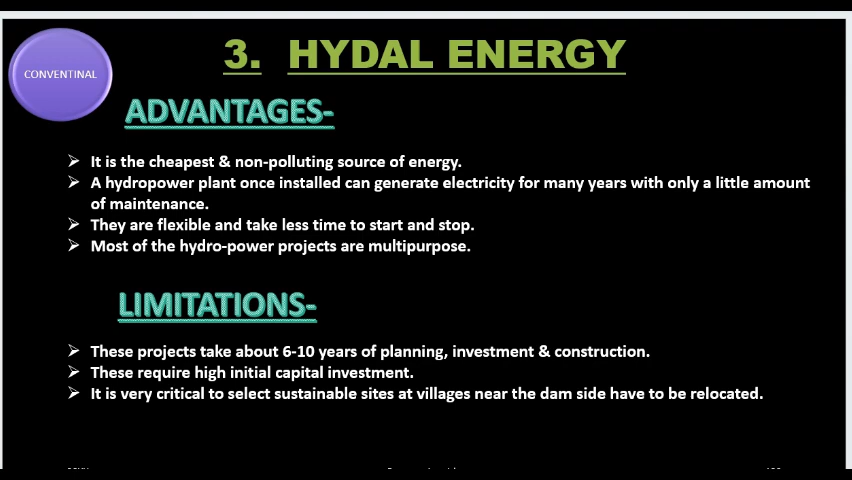 CONVENTINAL
3. HYDAL ENERGY
ADVANTAGES-
➢ It is the cheapest & non-polluting source of energy.
➢ A hydropower plant once installed can generate electricity for many years with only a little amount
of maintenance.
➢ They are flexible and take less time to start and stop.
➢ Most of the hydro-power projects are multipurpose.
LIMITATIONS-
➢ These projects take about 6-10 years of planning, investment & construction.
➢ These require high initial capital investment.
➢ It is very critical to select sustainable sites at villages near the dam side have to be relocated.